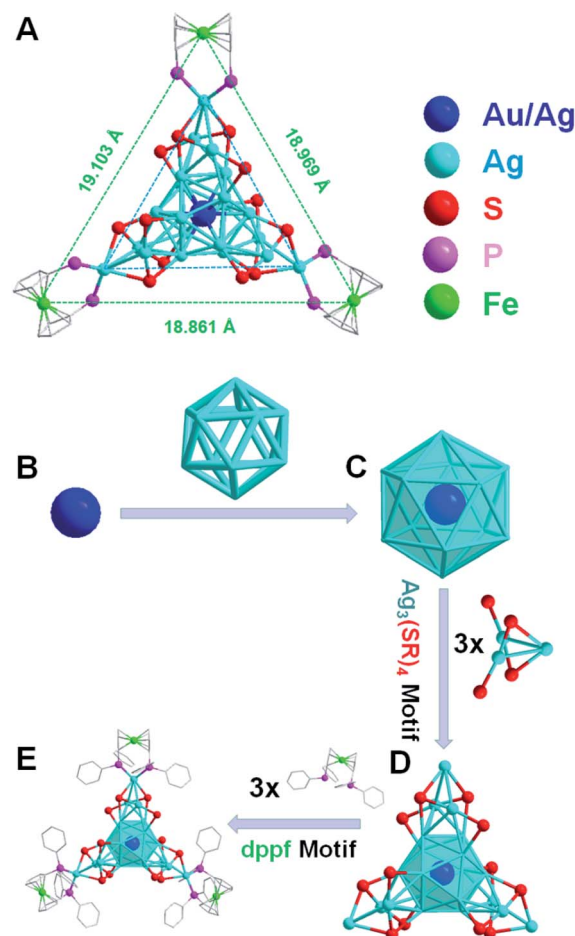 A
19.103 Å
18.969 Å
18.861 Å
Au/Ag
Ag
S
P
Fe
B
C
Ag₃(SR)₄ Motif
3x
E
3x
dppf Motif
D